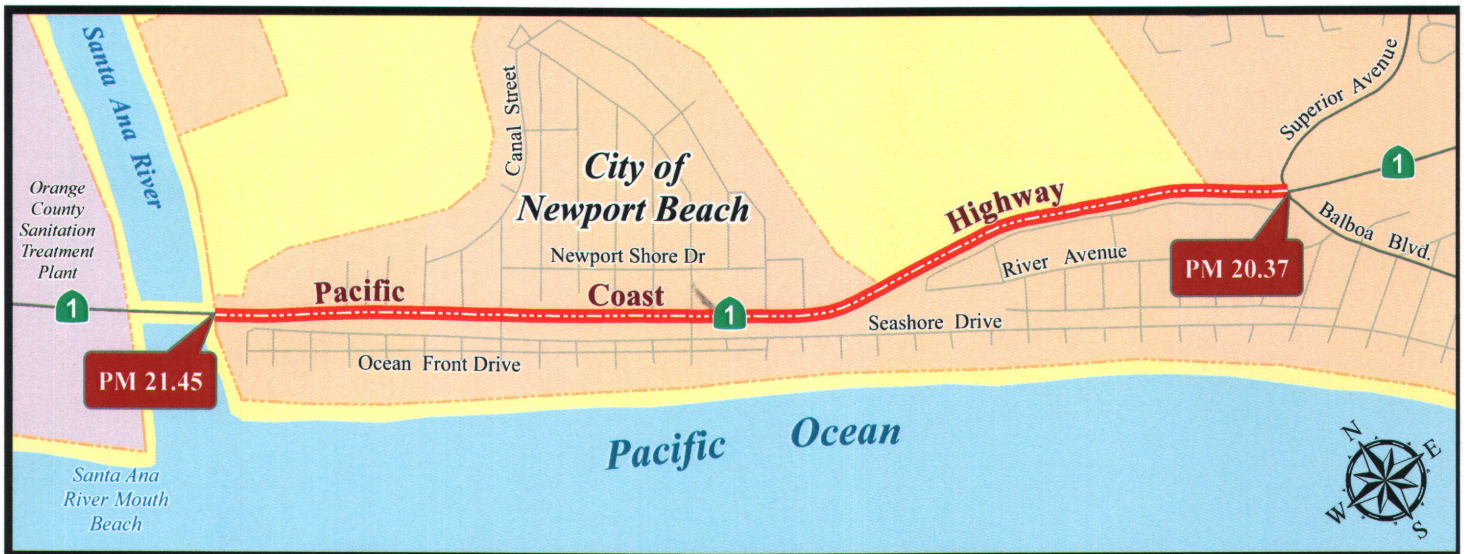 Santa Ana River
Orange
County
Sanitation
Treatment
Plant
1
PM 21.45
Santa Ana
River Mouth
Beach
Canal Street
City of
Newport Beach
Newport Shore Dr
Pacific Coast Highway
1
Ocean Front Drive
Seashore Drive
River Avenue
Superior Avenue
1
Balboa Blvd.
PM 20.37
Pacific Ocean
N
E
W
S